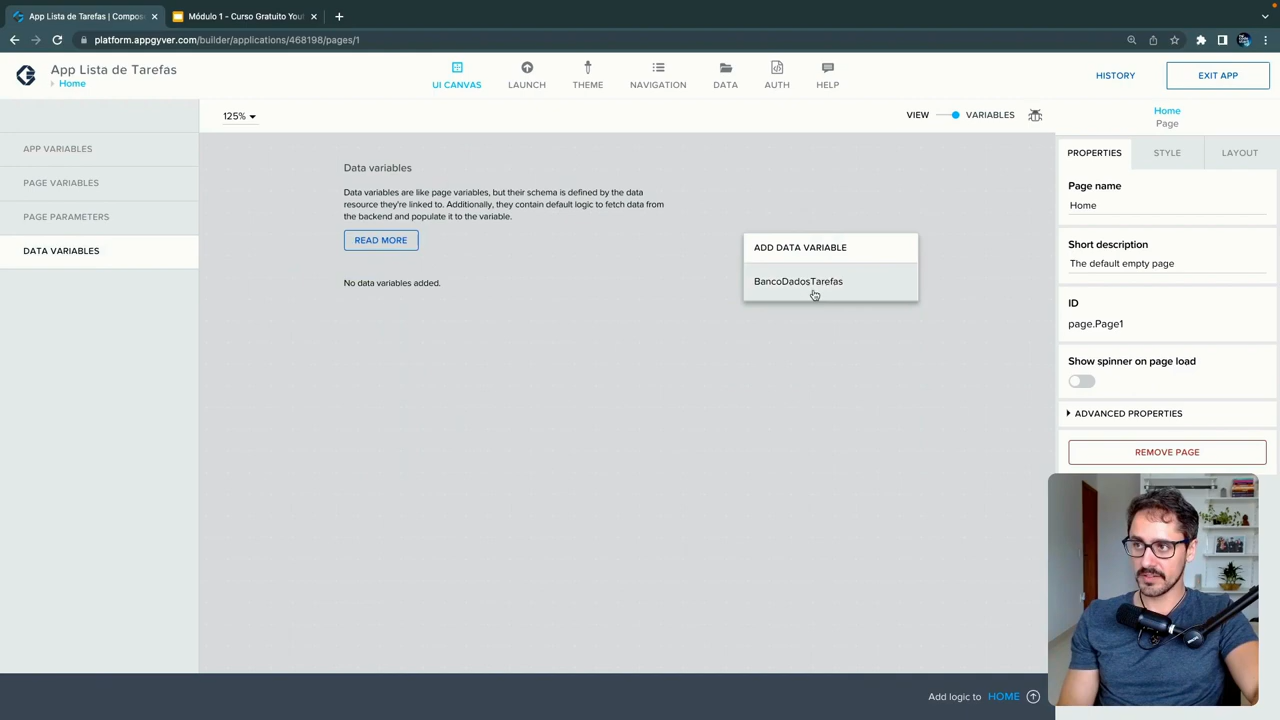 App Lista de Tarefas | Compos
Módulo 1 - Curso Gratuito You
platform.appgyver.com/builder/applications/468198/pages/1
App Lista de Tarefas
Home
UI CANVAS
LAUNCH
THEME
NAVIGATION
DATA
AUTH
HELP
HISTORY
EXIT APP
125%
VIEW
VARIABLES
Home
Page
APP VARIABLES
PAGE VARIABLES
PAGE PARAMETERS
DATA VARIABLES
Data variables
Data variables are like page variables, but their schema is defined by the data
resource they're linked to. Additionally, they contain default logic to fetch data from
the backend and populate it to the variable.
READ MORE
No data variables added.
ADD DATA VARIABLE
BancoDadosTarefas
PROPERTIES
STYLE
LAYOUT
Page name
Home
Short description
The default empty page
ID
page.Page1
Show spinner on page load
ADVANCED PROPERTIES
REMOVE PAGE
Add logic to HOME